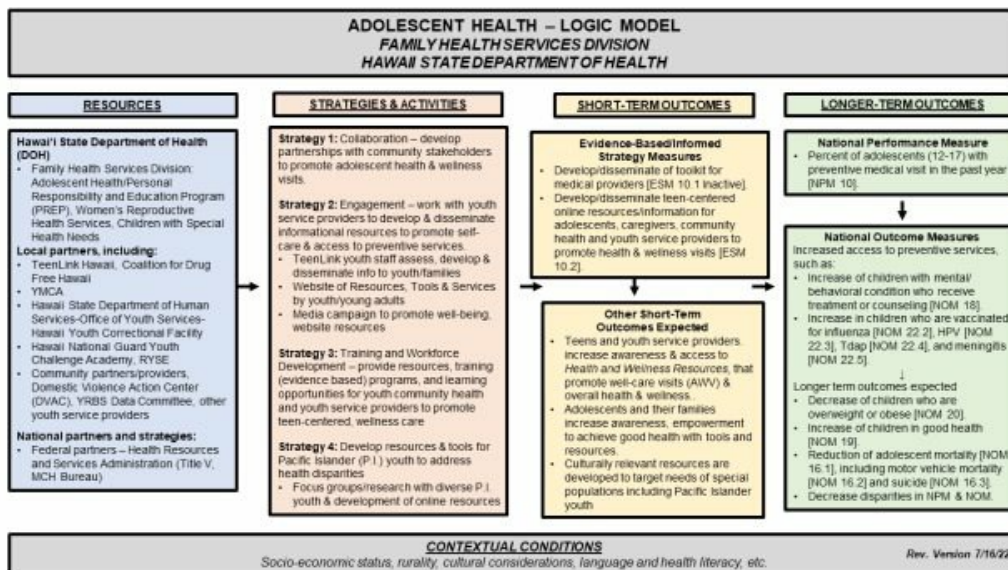 ADOLESCENT HEALTH – LOGIC MODEL
FAMILY HEALTH SERVICES DIVISION
HAWAII STATE DEPARTMENT OF HEALTH
RESOURCES
Hawai‘i State Department of Health
(DOH)
• Family Health Services Division:
Adolescent Health/Personal
Responsibility and Education Program
(PREP), Women's Reproductive
Health Services, Children with Special
Health Needs
Local partners, including:
• TeenLink Hawaii, Coalition for Drug
Free Hawaii
• YMCA
• Hawaii State Department of Human
Services-Office of Youth Services-
Hawaii Youth Correctional Facility
• Hawaii National Guard Youth
Challenge Academy, RYSE
• Community partners/providers,
Domestic Violence Action Center
(DVAC), YRBS Data Committee, other
youth service providers
National partners and strategies:
• Federal partners – Health Resources
and Services Administration (Title V,
MCH Bureau)
STRATEGIES & ACTIVITIES
Strategy 1: Collaboration – develop
partnerships with community stakeholders
to promote adolescent health & wellness
visits.
Strategy 2: Engagement – work with youth
service providers to develop & disseminate
informational resources to promote self-
care & access to preventive services.
• TeenLink youth staff assess, develop &
disseminate info to youth/families
• Website of Resources, Tools & Services
by youth/young adults
• Media campaign to promote well-being,
website resources
Strategy 3: Training and Workforce
Development – provide resources, training
(evidence based) programs, and learning
opportunities for youth community health
and youth service providers to promote
teen-centered, wellness care
Strategy 4: Develop resources & tools for
Pacific Islander (P.I.) youth to address
health disparities
• Focus groups/research with diverse P.I.
youth & development of online resources
SHORT-TERM OUTCOMES
Evidence-Based/Informed
Strategy Measures
• Develop/disseminate of toolkit for
medical providers [ESM 10.1 Inactive].
• Develop/disseminate teen-centered
online resources/information for
adolescents, caregivers, community
health and youth service providers to
promote health & wellness visits [ESM
10.2].
Other Short-Term
Outcomes Expected
• Teens and youth service providers
increase awareness & access to
Health and Wellness Resources, that
promote well-care visits (AWV) &
overall health & wellness.
• Adolescents and their families
increase awareness, empowerment
to achieve good health with tools and
resources.
• Culturally relevant resources are
developed to target needs of special
populations including Pacific Islander
youth
LONGER-TERM OUTCOMES
National Performance Measure
• Percent of adolescents (12-17) with
preventive medical visit in the past year
[NPM 10].
National Outcome Measures
Increased access to preventive services,
such as:
• Increase of children with mental/
behavioral condition who receive
treatment or counseling [NOM 18].
• Increase in children who are vaccinated
for influenza [NOM 22.2], HPV [NOM
22.3], Tdap [NOM 22.4], and meningitis
[NOM 22.5].
↓
Longer term outcomes expected
• Decrease of children who are
overweight or obese [NOM 20].
• Increase of children in good health
[NOM 19].
• Reduction of adolescent mortality [NOM
16.1], including motor vehicle mortality
[NOM 16.2] and suicide [NOM 16.3].
• Decrease disparities in NPM & NOM.
CONTEXTUAL CONDITIONS
Socio-economic status, rurality, cultural considerations, language and health literacy, etc.
Rev. Version 7/16/22